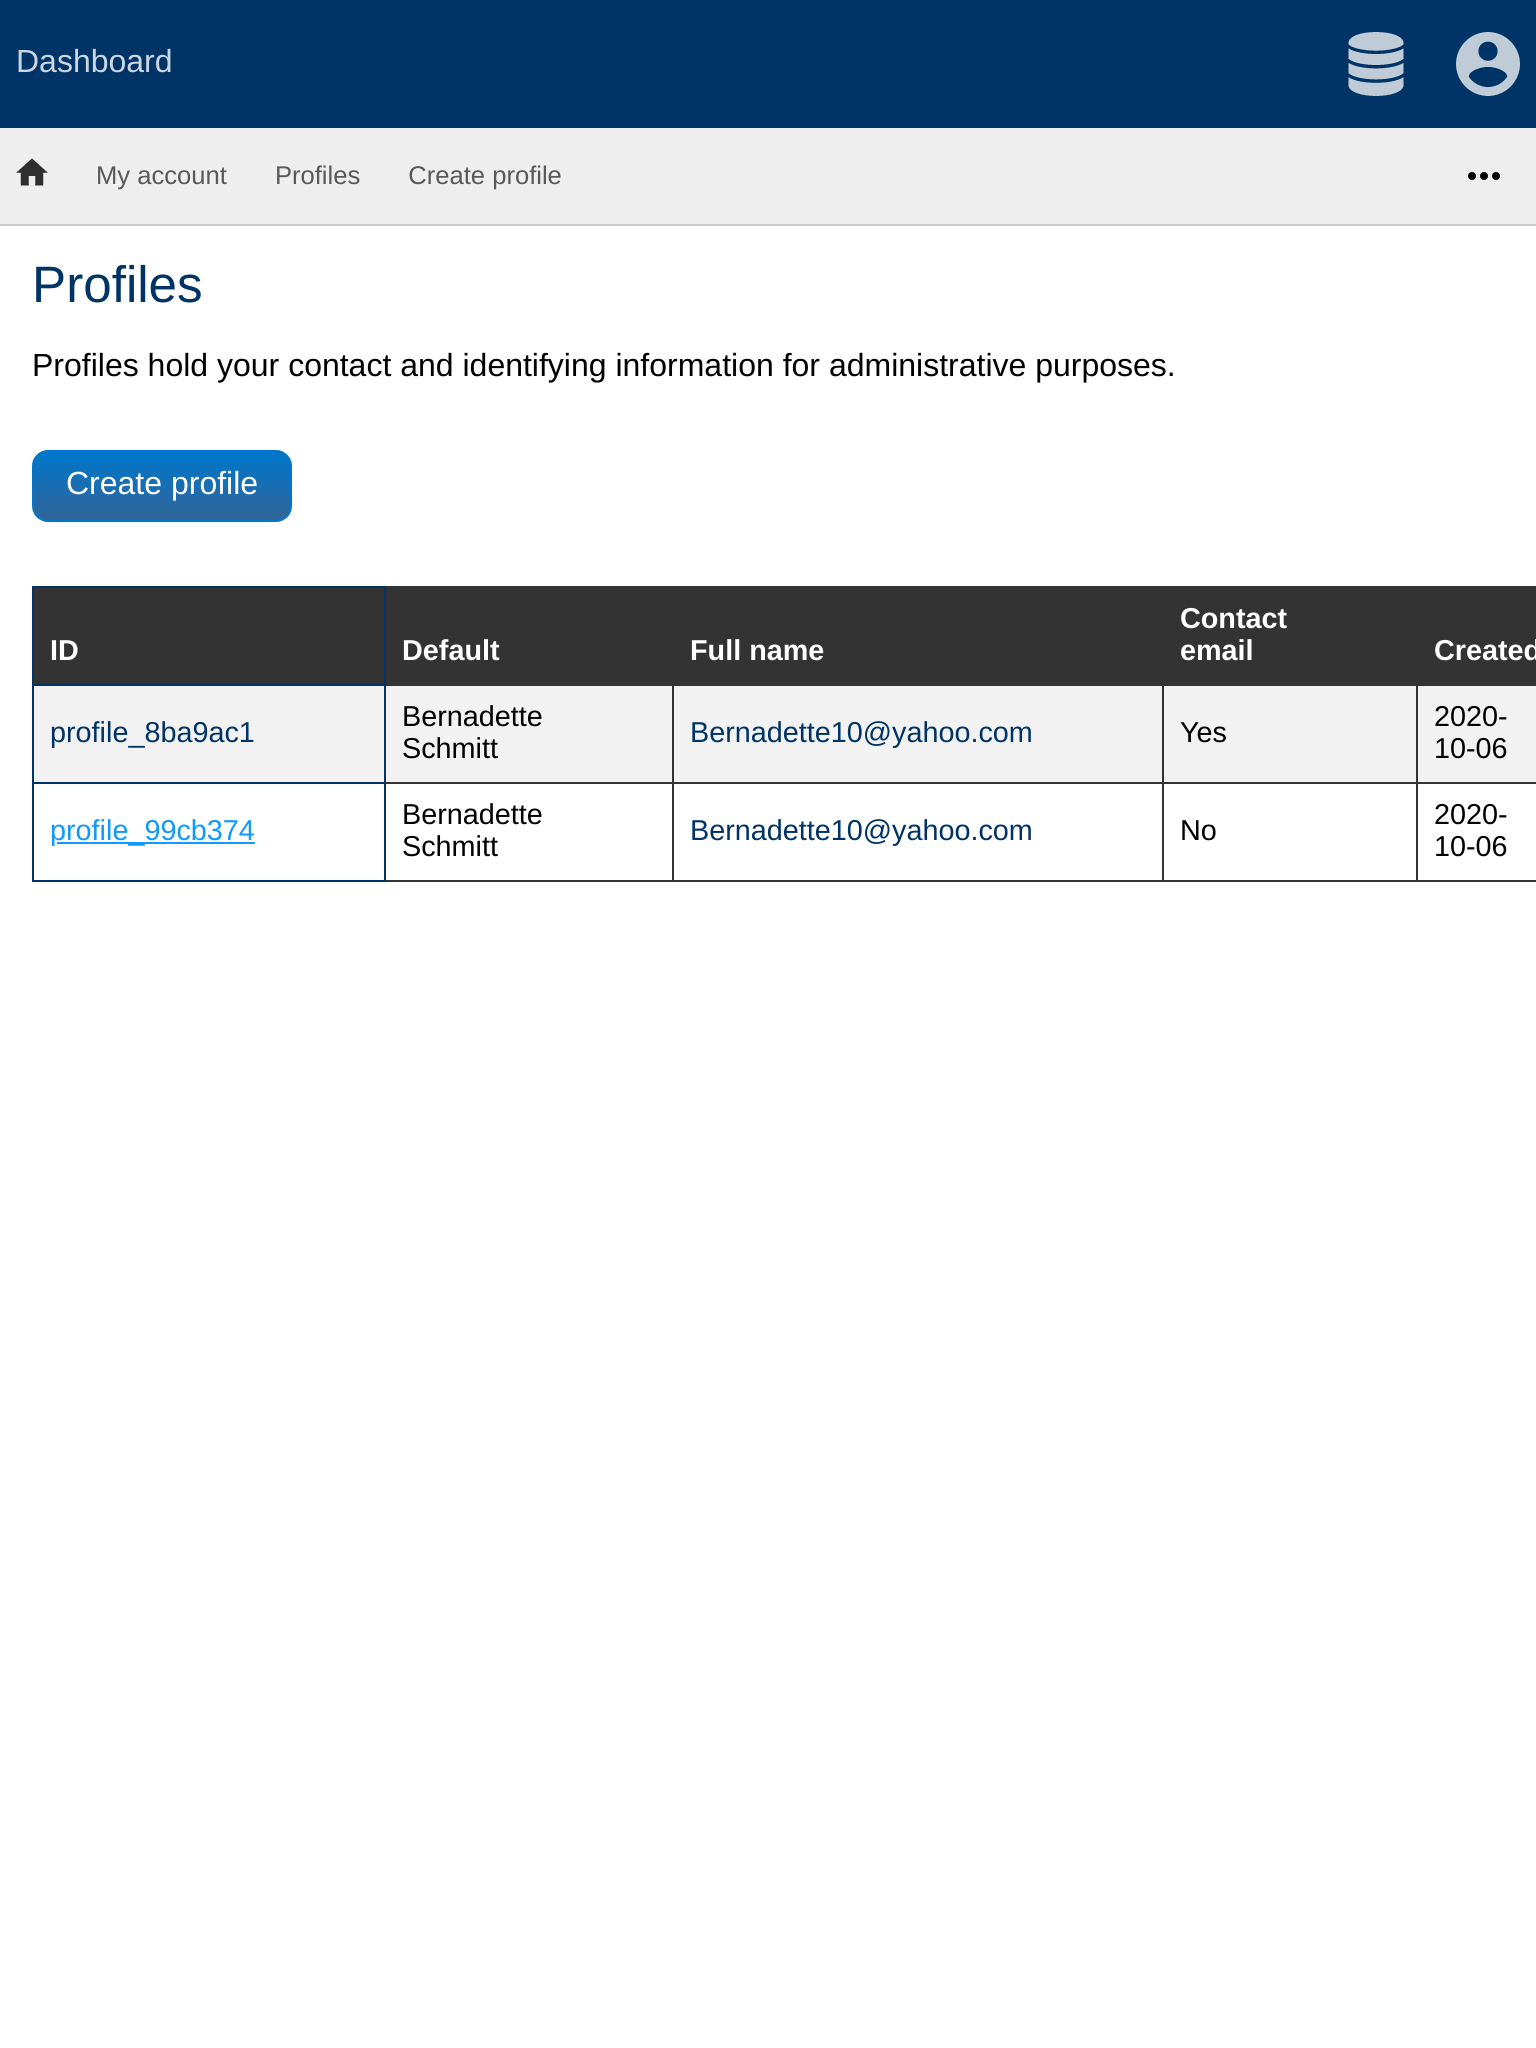 Dashboard
My account Profiles Create profile
Profiles
Profiles hold your contact and identifying information for administrative purposes.
Create profile
ID Default Full name Contact email Created
profile_8ba9ac1 Bernadette Schmitt Bernadette10@yahoo.com Yes 2020-10-06
profile_99cb374 Bernadette Schmitt Bernadette10@yahoo.com No 2020-10-06